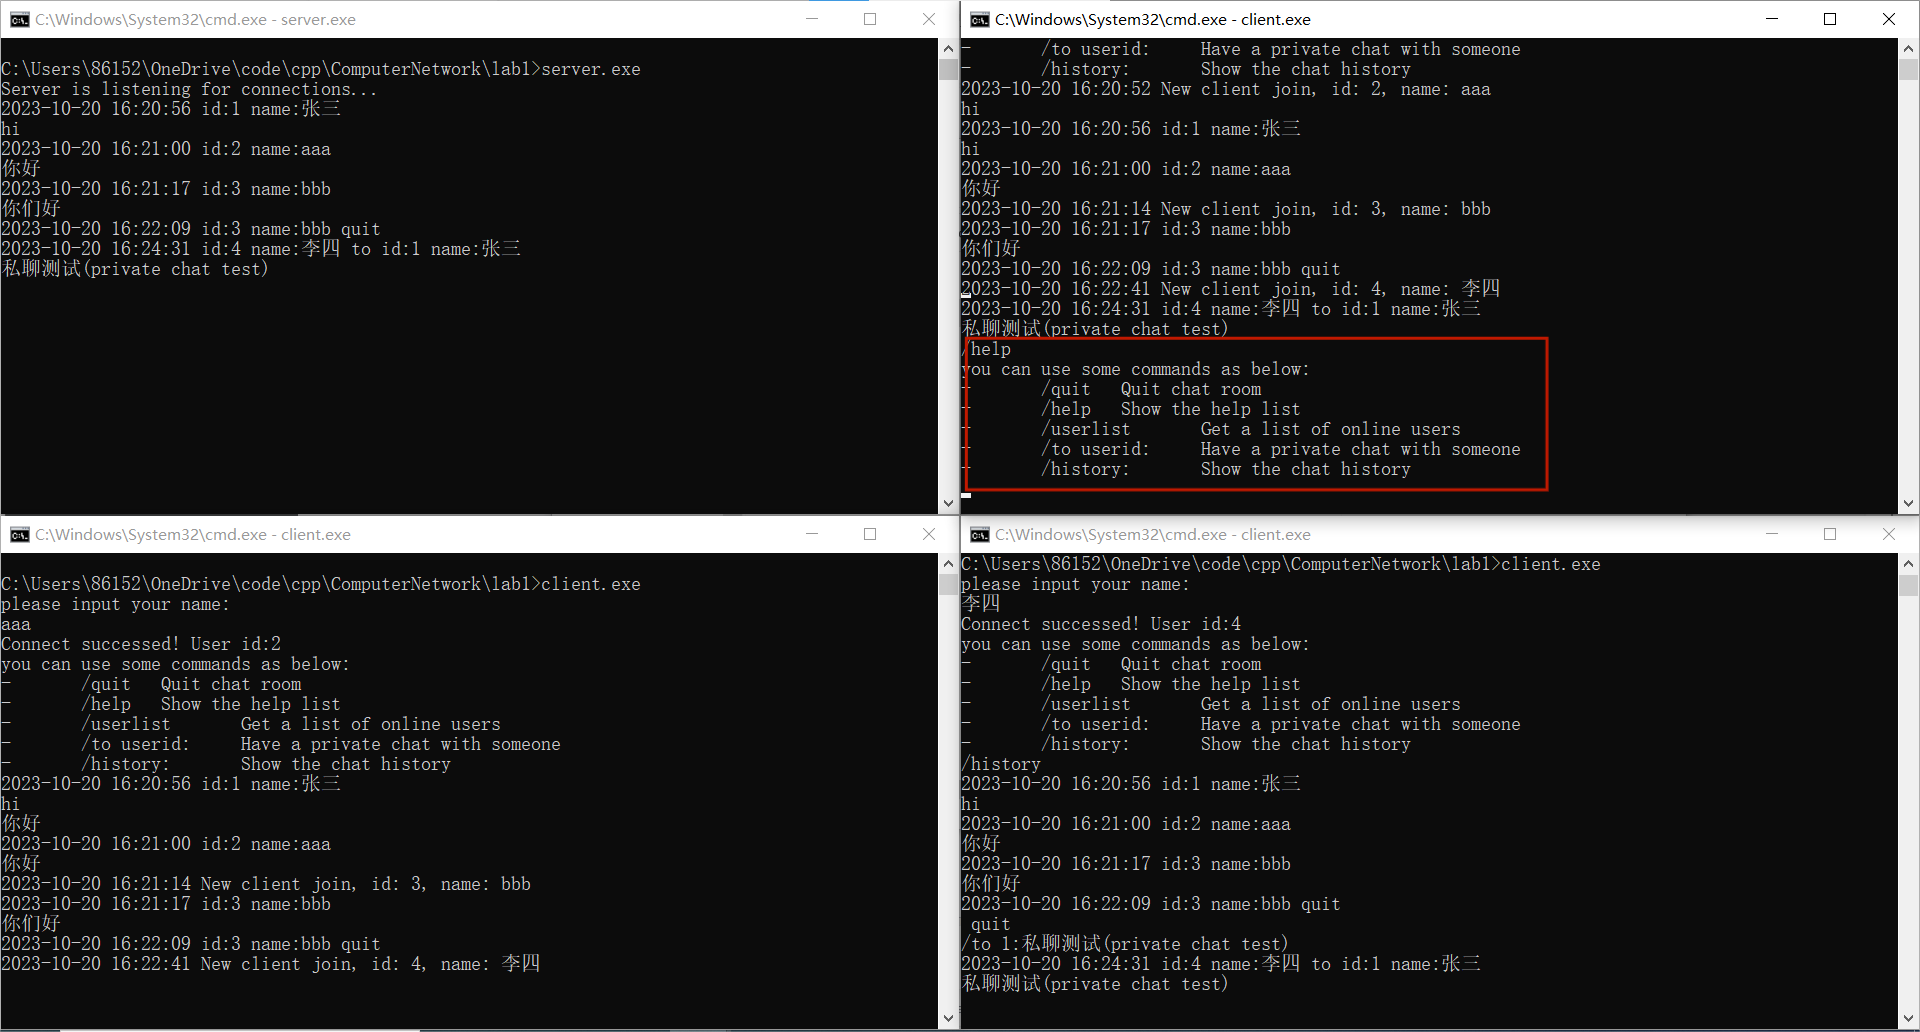 C:\Windows\System32\cmd.exe - server.exe
C:\Users\86152\OneDrive\code\cpp\ComputerNetwork\lab1>server.exe
Server is listening for connections...
2023-10-20 16:20:56 id:1 name:张三
hi
2023-10-20 16:21:00 id:2 name:aaa
你好
2023-10-20 16:21:17 id:3 name:bbb
你们好
2023-10-20 16:22:09 id:3 name:bbb quit
2023-10-20 16:24:31 id:4 name:李四 to id:1 name:张三
私聊测试(private chat test)
C:\Windows\System32\cmd.exe - client.exe
-       /to userid:     Have a private chat with someone
-       /history:       Show the chat history
2023-10-20 16:20:52 New client join, id: 2, name: aaa
hi
2023-10-20 16:20:56 id:1 name:张三
hi
2023-10-20 16:21:00 id:2 name:aaa
你好
2023-10-20 16:21:14 New client join, id: 3, name: bbb
2023-10-20 16:21:17 id:3 name:bbb
你们好
2023-10-20 16:22:09 id:3 name:bbb quit
2023-10-20 16:22:41 New client join, id: 4, name: 李四
2023-10-20 16:24:31 id:4 name:李四 to id:1 name:张三
私聊测试(private chat test)
/help
you can use some commands as below:
-       /quit   Quit chat room
-       /help   Show the help list
-       /userlist       Get a list of online users
-       /to userid:     Have a private chat with someone
-       /history:       Show the chat history
C:\Windows\System32\cmd.exe - client.exe
C:\Users\86152\OneDrive\code\cpp\ComputerNetwork\lab1>client.exe
please input your name:
aaa
Connect successed! User id:2
you can use some commands as below:
-       /quit   Quit chat room
-       /help   Show the help list
-       /userlist       Get a list of online users
-       /to userid:     Have a private chat with someone
-       /history:       Show the chat history
2023-10-20 16:20:56 id:1 name:张三
hi
你好
2023-10-20 16:21:00 id:2 name:aaa
你好
2023-10-20 16:21:14 New client join, id: 3, name: bbb
2023-10-20 16:21:17 id:3 name:bbb
你们好
2023-10-20 16:22:09 id:3 name:bbb quit
2023-10-20 16:22:41 New client join, id: 4, name: 李四
C:\Windows\System32\cmd.exe - client.exe
C:\Users\86152\OneDrive\code\cpp\ComputerNetwork\lab1>client.exe
please input your name:
李四
Connect successed! User id:4
you can use some commands as below:
-       /quit   Quit chat room
-       /help   Show the help list
-       /userlist       Get a list of online users
-       /to userid:     Have a private chat with someone
-       /history:       Show the chat history
/history
2023-10-20 16:20:56 id:1 name:张三
hi
2023-10-20 16:21:00 id:2 name:aaa
你好
2023-10-20 16:21:17 id:3 name:bbb
你们好
2023-10-20 16:22:09 id:3 name:bbb quit
 quit
/to 1:私聊测试(private chat test)
2023-10-20 16:24:31 id:4 name:李四 to id:1 name:张三
私聊测试(private chat test)